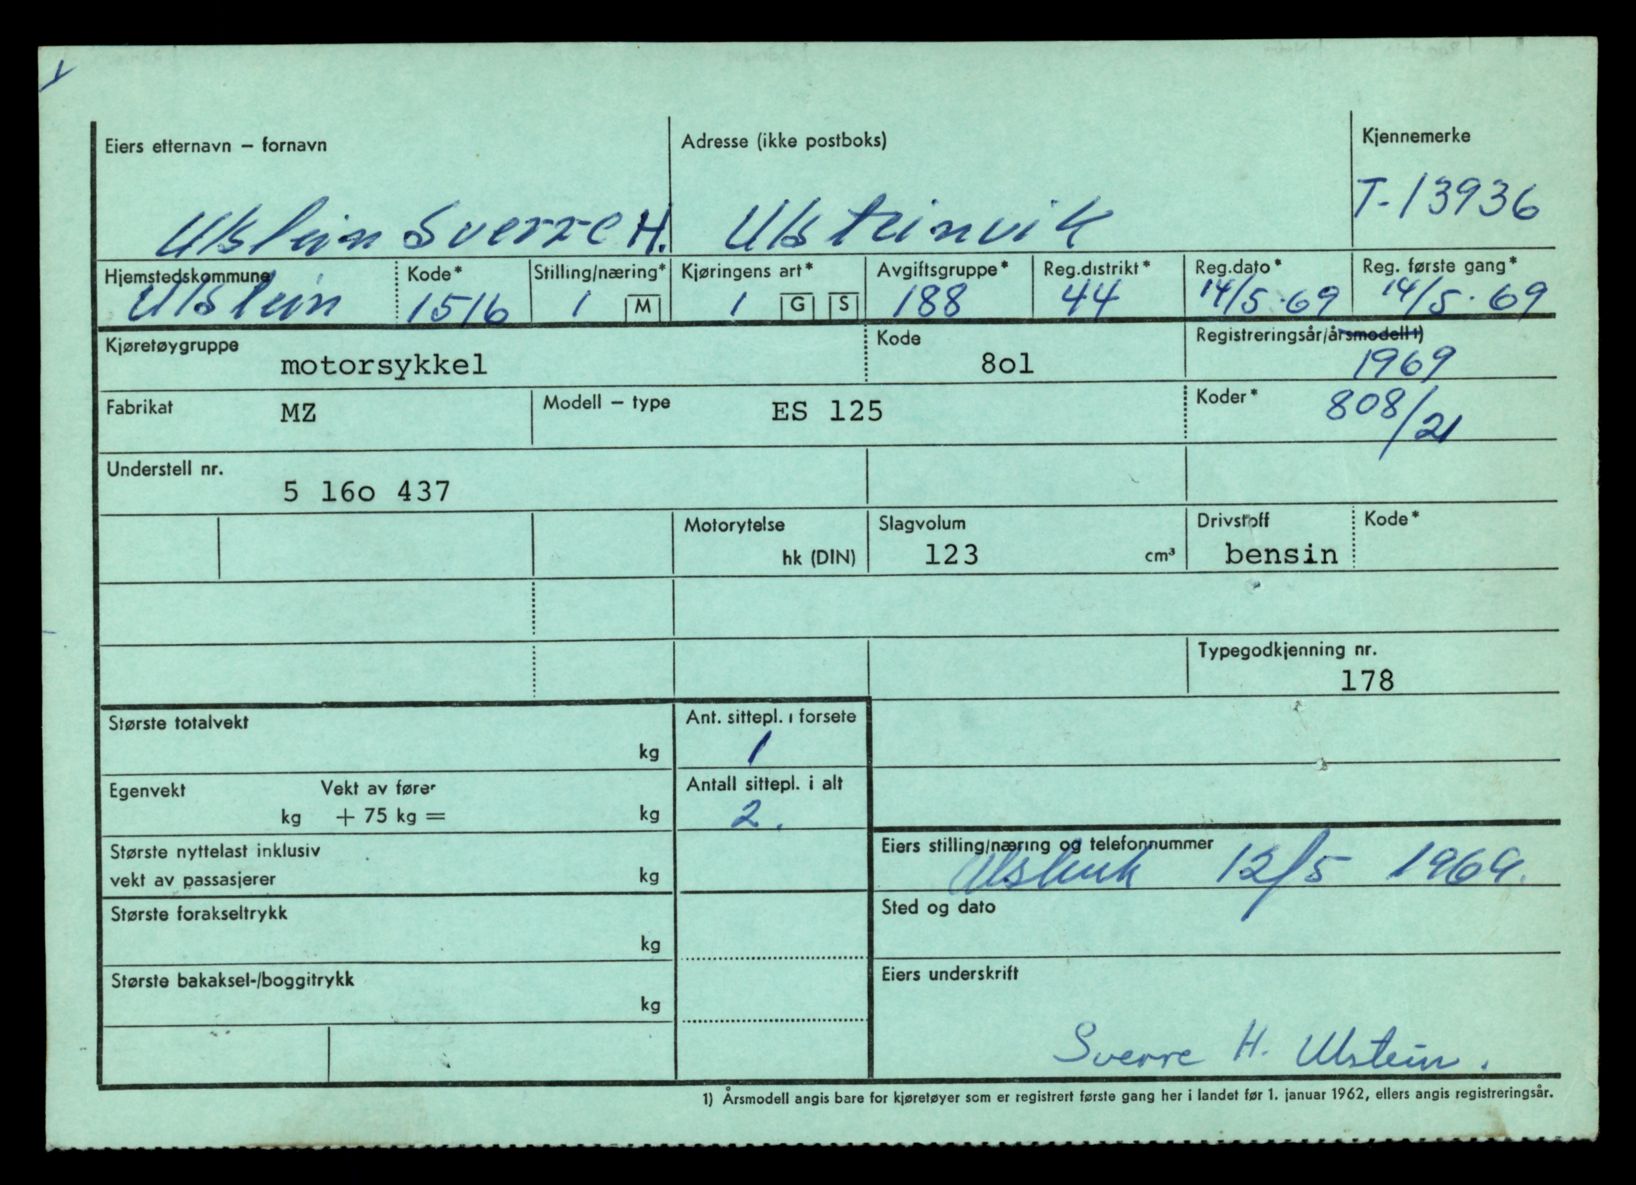 Eiers etternavn – fornavn Adresse (ikke postboks) Kjennemerke
Ulstein Sverre H. Ulsteinvik T-13936
Hjemstedskommune Kode* Stilling/næring* Kjøringens art* Avgiftsgruppe* Reg.distrikt* Reg.dato* Reg. første gang*
Ulstein 1516 1 M 1 G S 188 44 14/5-69 14/5-69
Kjøretøygruppe Kode Registreringsår/årsmodell 1)
motorsykkel 8o1 1969
Fabrikat Modell – type Koder*
MZ ES 125 808/21
Understell nr.
5 16o 437
Motorytelse Slagvolum Drivstoff Kode*
hk (DIN) 123 cm³ bensin
Typegodkjenning nr.
178
Største totalvekt Ant. sittepl. i forsete
kg 1
Egenvekt Vekt av fører Antall sittepl. i alt
kg + 75 kg = kg 2.
Største nyttelast inklusiv Eiers stilling/næring og telefonnummer
vekt av passasjerer kg 12/5 1969.
Største forakseltrykk Sted og dato
kg
Største bakaksel-/boggitrykk Eiers underskrift
kg
Sverre H. Ulstein.
1) Årsmodell angis bare for kjøretøyer som er registrert første gang her i landet før 1. januar 1962, ellers angis registreringsår.